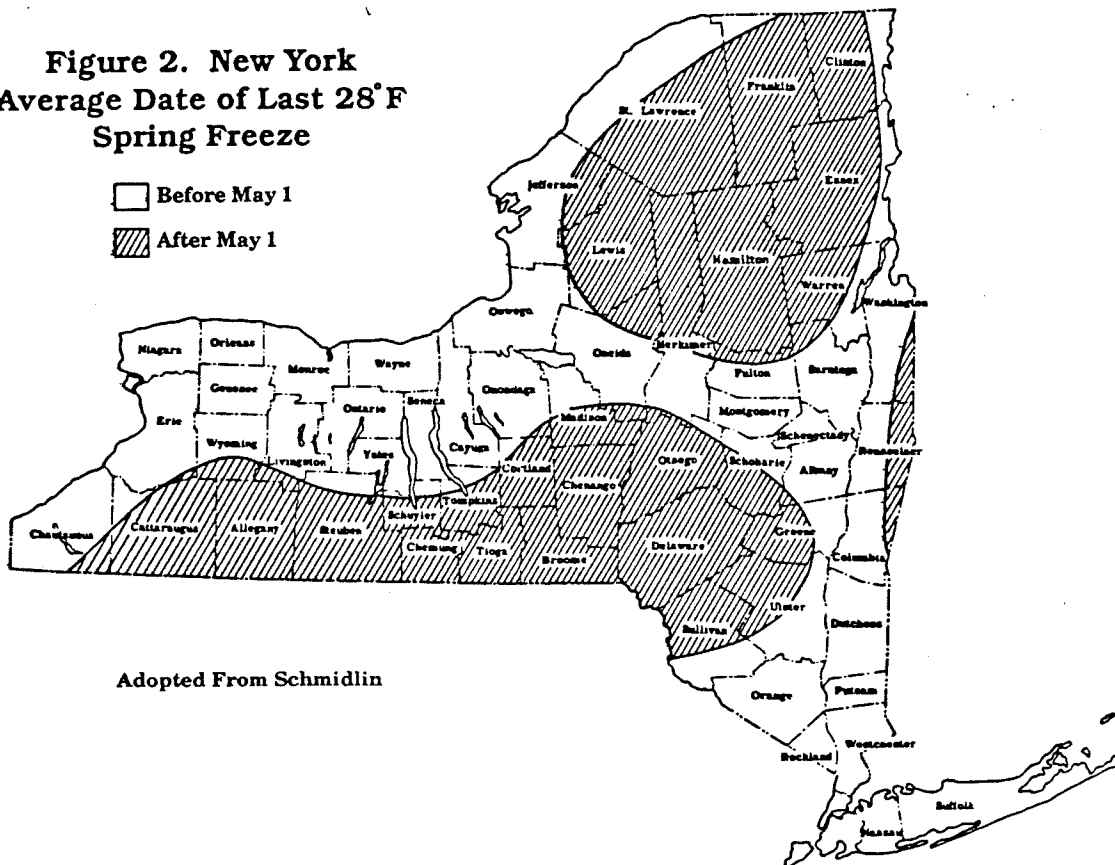 Figure 2. New York
Average Date of Last 28°F
Spring Freeze
Before May 1
After May 1
Clinton
Franklin
St. Lawrence
Essex
Jefferson
Lewis
Hamilton
Warren
Washington
Oswego
Oneida
Herkimer
Fulton
Saratoga
Niagara
Orleans
Monroe
Wayne
Genesee
Onondaga
Ontario
Seneca
Madison
Montgomery
Schenectady
Erie
Wyoming
Livingston
Yates
Cayuga
Cortland
Otsego
Schoharie
Albany
Rensselaer
Chenango
Tompkins
Schuyler
Chautauqua
Cattaraugus
Allegany
Steuben
Chemung
Tioga
Broome
Delaware
Greene
Columbia
Ulster
Sullivan
Dutchess
Adopted From Schmidlin
Orange
Putnam
Rockland
Westchester
Suffolk
Nassau